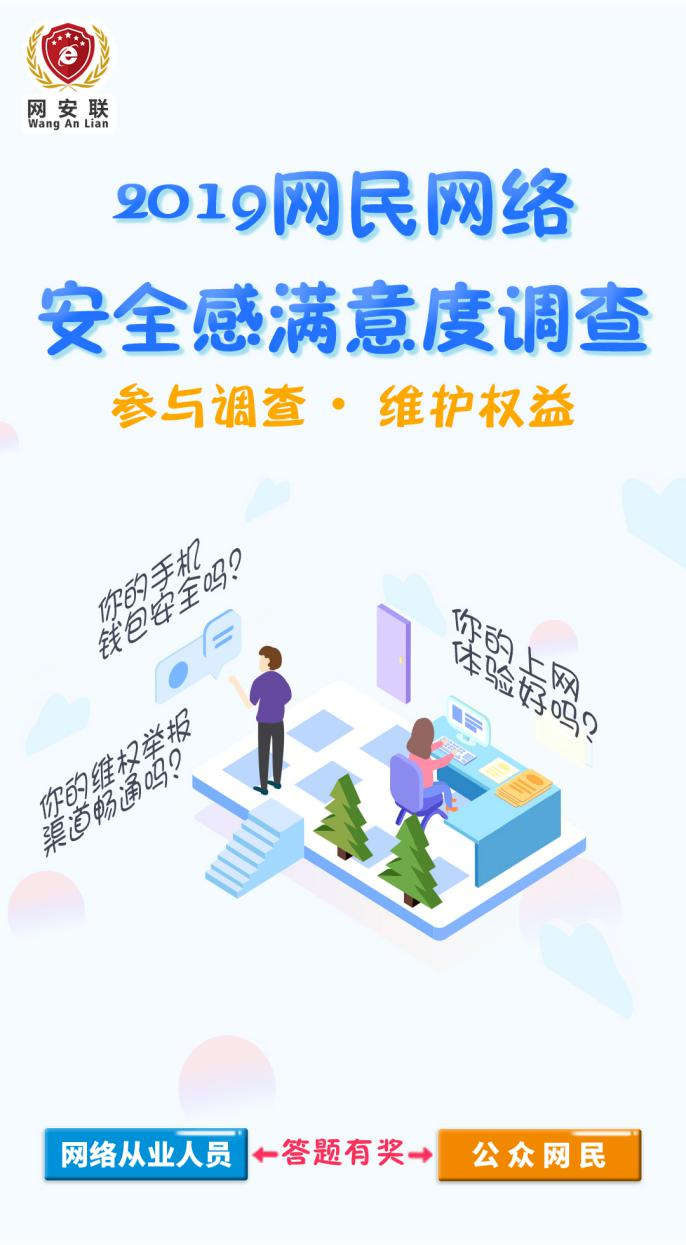 网安联
Wang An Lian
2019网民网络
安全感满意度调查
参与调查· 维护权益
你的手机
钱包安全吗?
你的上网
体验好吗?
你的维权举报
渠道畅通吗?
网络从业人员
答题有奖
公众网民